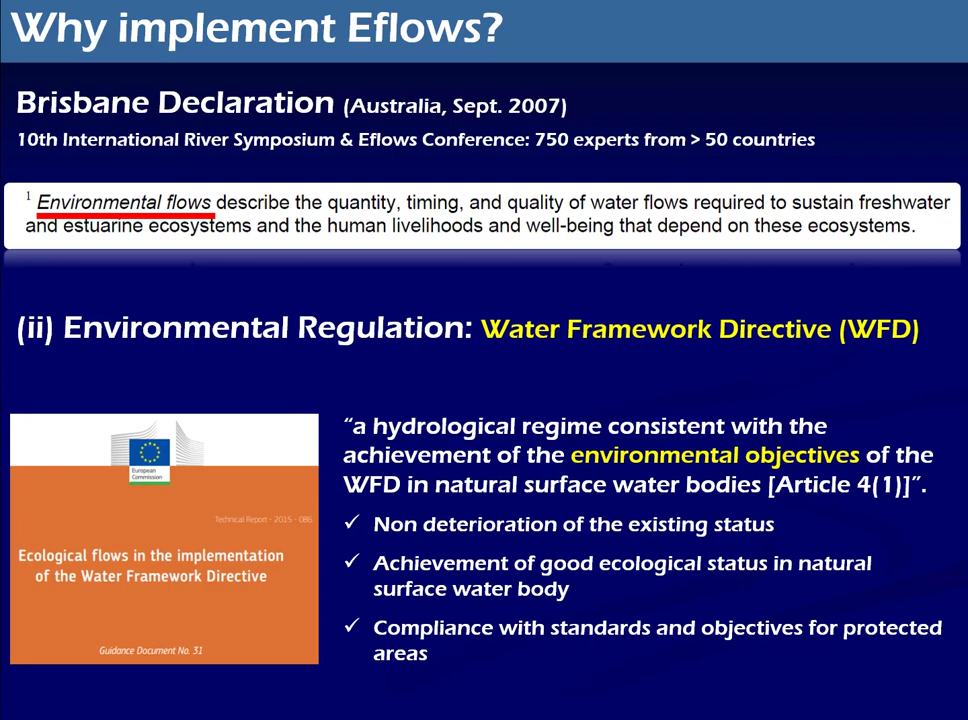 Why implement Eflows?
Brisbane Declaration (Australia, Sept. 2007)
10th International River Symposium & Eflows Conference: 750 experts from > 50 countries
1 Environmental flows describe the quantity, timing, and quality of water flows required to sustain freshwater
and estuarine ecosystems and the human livelihoods and well-being that depend on these ecosystems.
(ii) Environmental Regulation: Water Framework Directive (WFD)
European
Commission
Technical Report - 2015 - 086
Ecological flows in the implementation
of the Water Framework Directive
Guidance Document No. 31
“a hydrological regime consistent with the
achievement of the environmental objectives of the
WFD in natural surface water bodies [Article 4(1)]”.
✓ Non deterioration of the existing status
✓ Achievement of good ecological status in natural
surface water body
✓ Compliance with standards and objectives for protected
areas